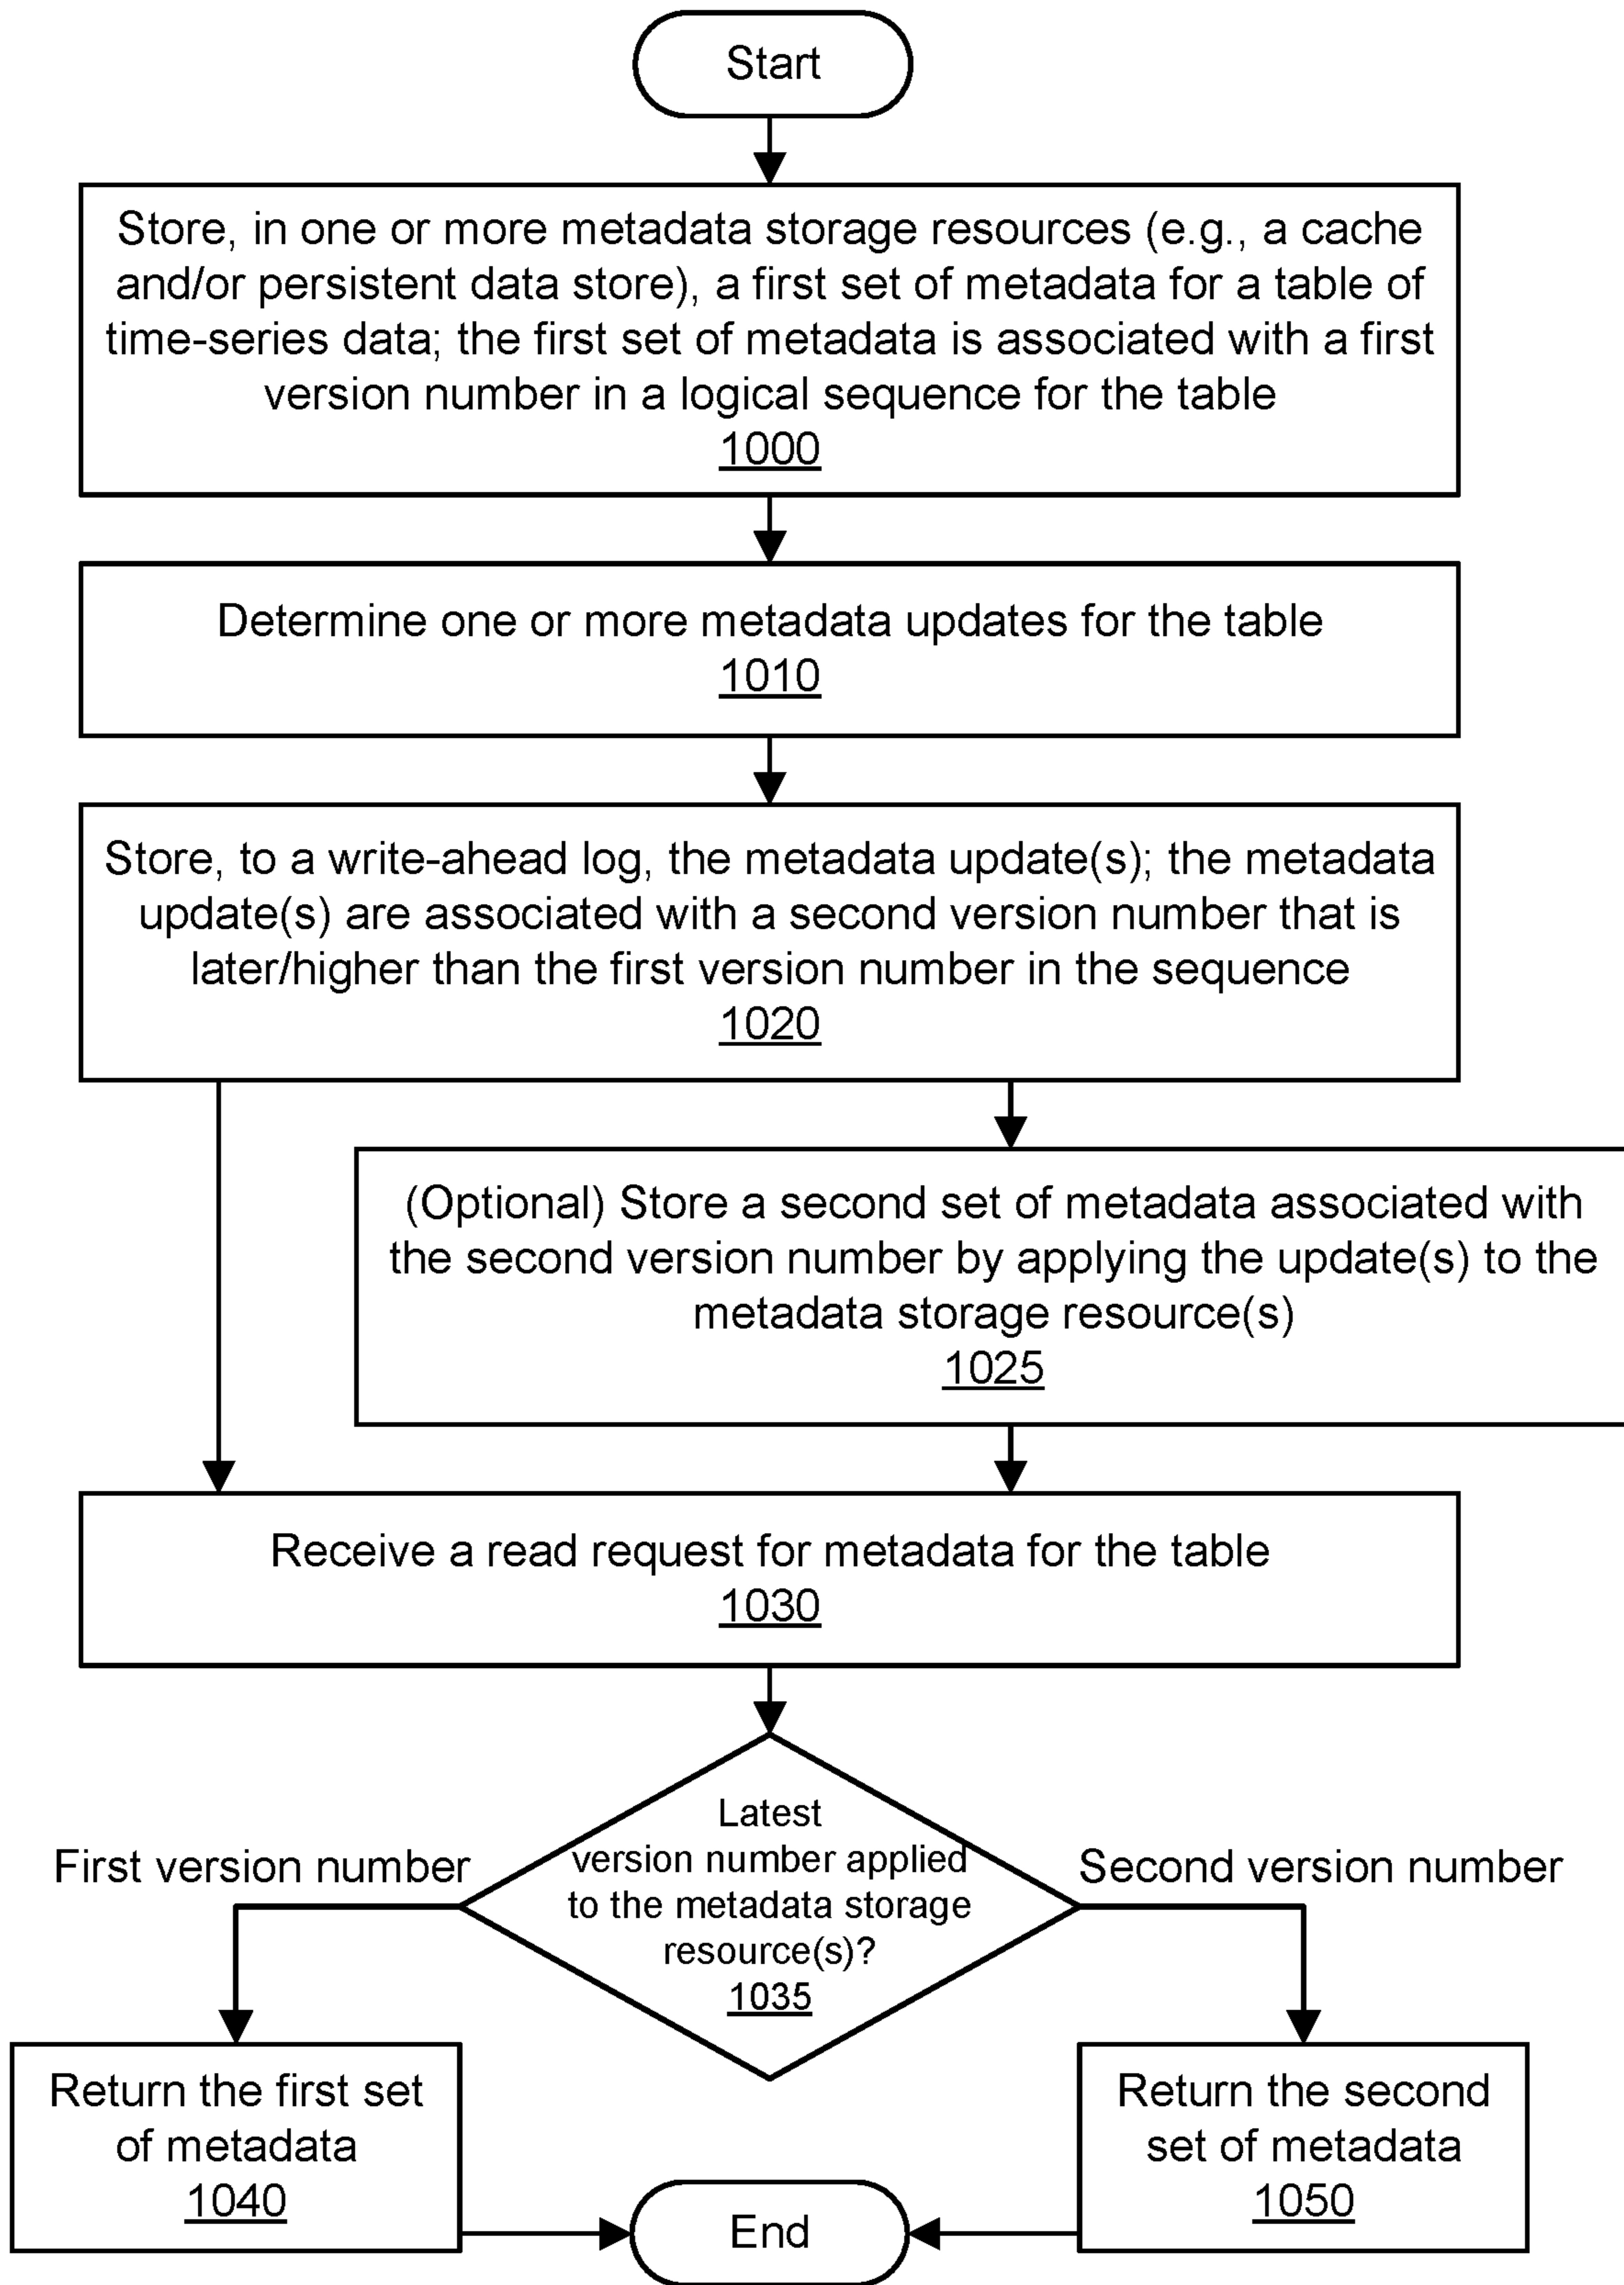 Start
Store, in one or more metadata storage resources (e.g., a cache
and/or persistent data store), a first set of metadata for a table of
time-series data; the first set of metadata is associated with a first
version number in a logical sequence for the table
1000
Determine one or more metadata updates for the table
1010
Store, to a write-ahead log, the metadata update(s); the metadata
update(s) are associated with a second version number that is
later/higher than the first version number in the sequence
1020
(Optional) Store a second set of metadata associated with
the second version number by applying the update(s) to the
metadata storage resource(s)
1025
Receive a read request for metadata for the table
1030
Latest
version number applied
to the metadata storage
resource(s)?
1035
First version number
Second version number
Return the first set
of metadata
1040
Return the second
set of metadata
1050
End